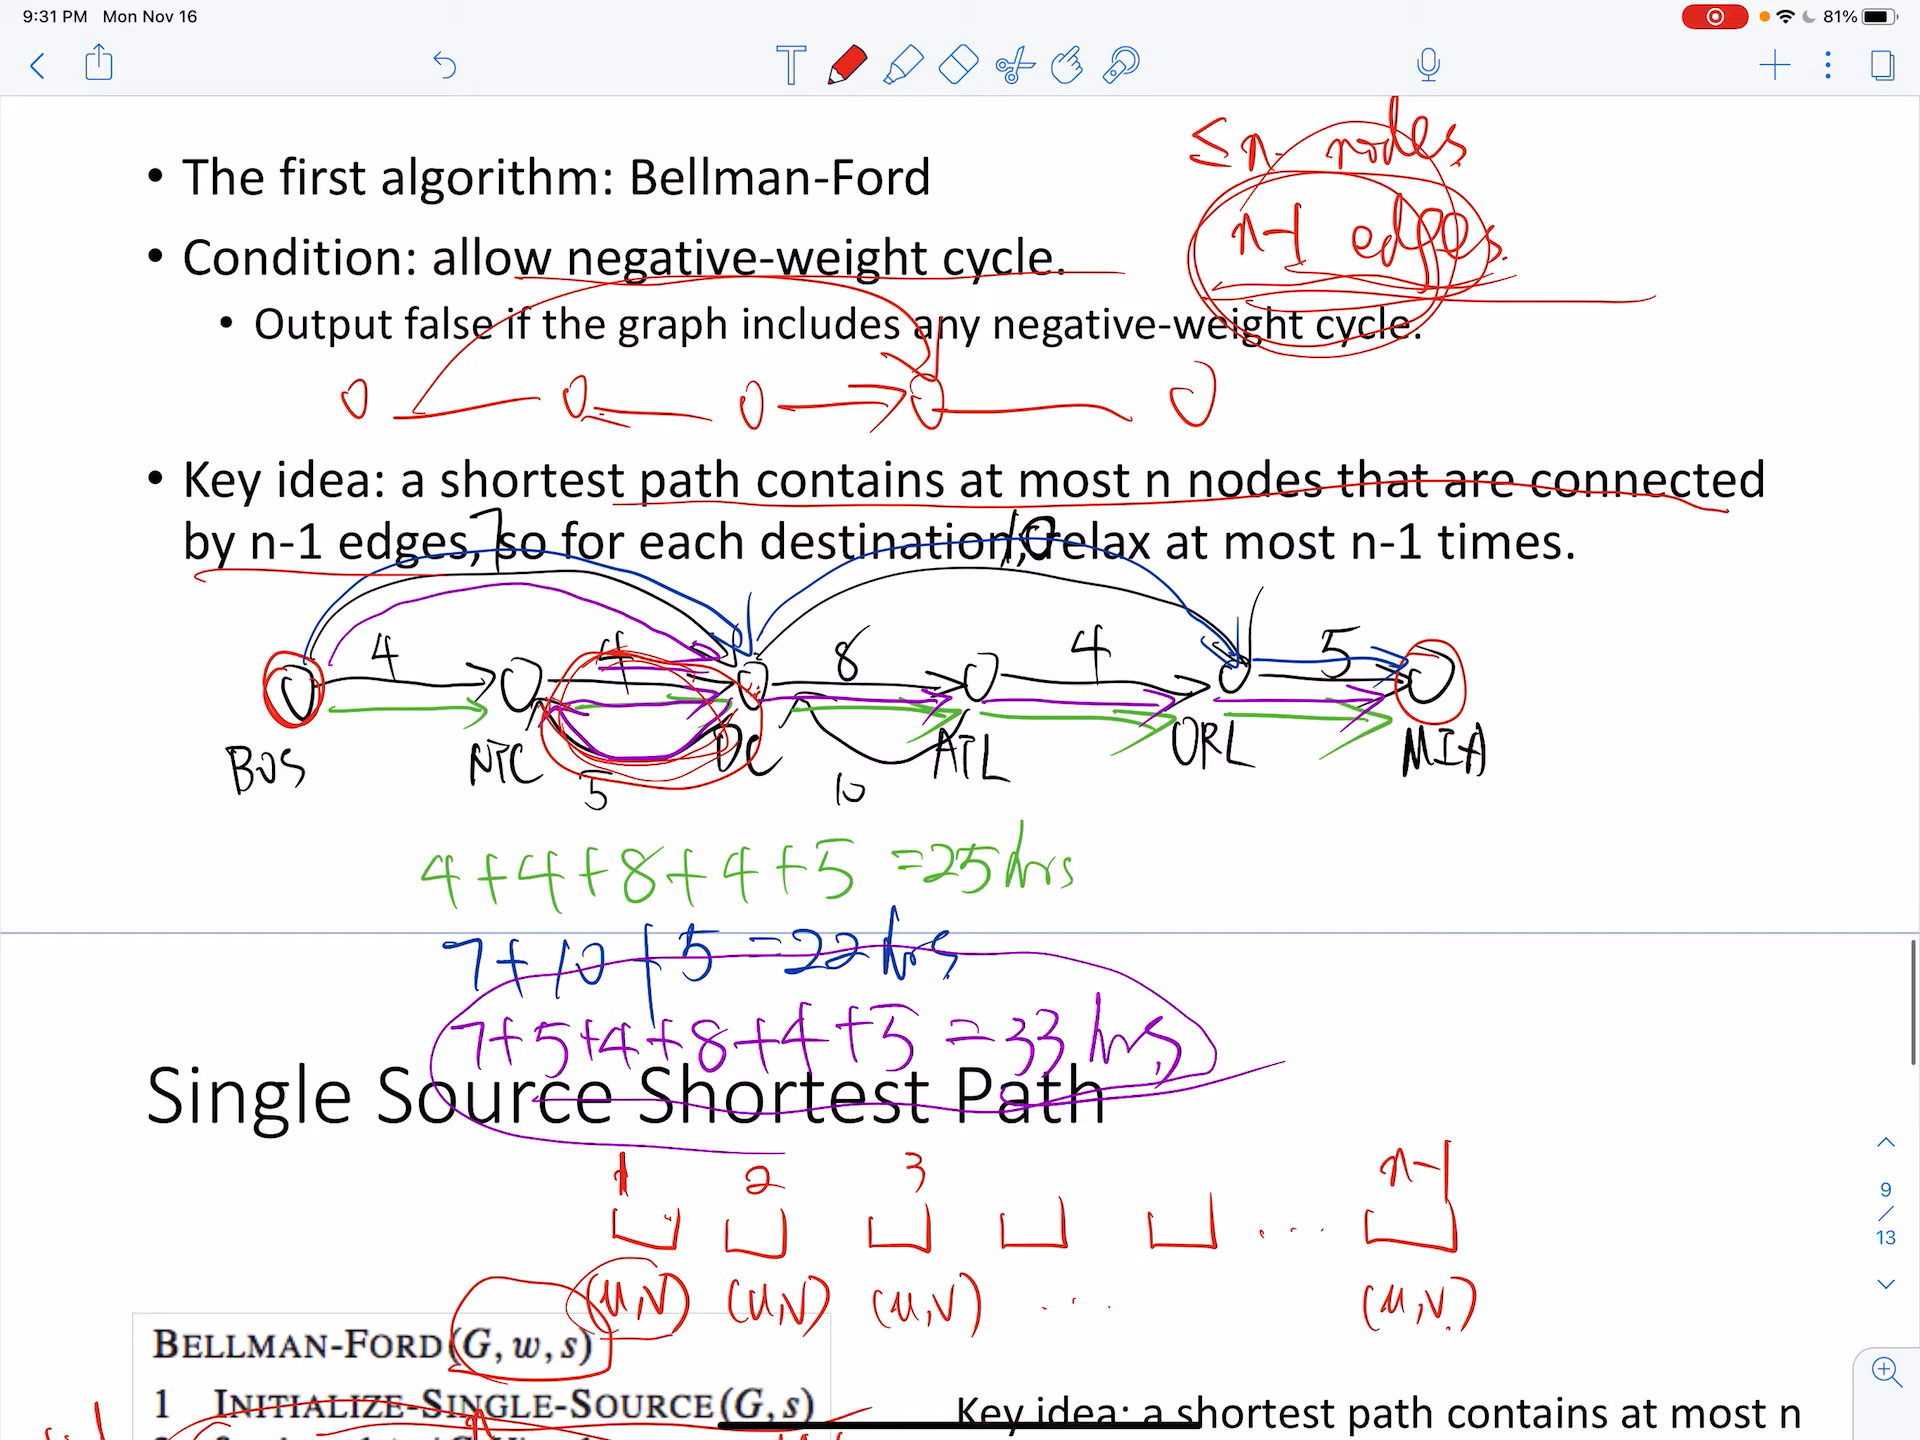 9:31 PM Mon Nov 16
81%
≤ n nodes
• The first algorithm: Bellman-Ford
n-1 edges.
• Condition: allow negative-weight cycle.
• Output false if the graph includes any negative-weight cycle.
• Key idea: a shortest path contains at most n nodes that are connected
by n-1 edges, so for each destination, relax at most n-1 times.
7 10
4 4 8 4 5
BOS NYC DC ATL ORL MIA
5 10
4+4+8+4+5 =25hrs
7+10+5 =22hrs
7+5+4+8+4+5 =33 hrs
Single Source Shortest Path
1 2 3 n-1
...
(u,v) (u,v) (u,v) ... (u,v)
9
/
13
BELLMAN-FORD(G, w, s)
1 INITIALIZE-SINGLE-SOURCE(G, s)
Key idea: a shortest path contains at most n